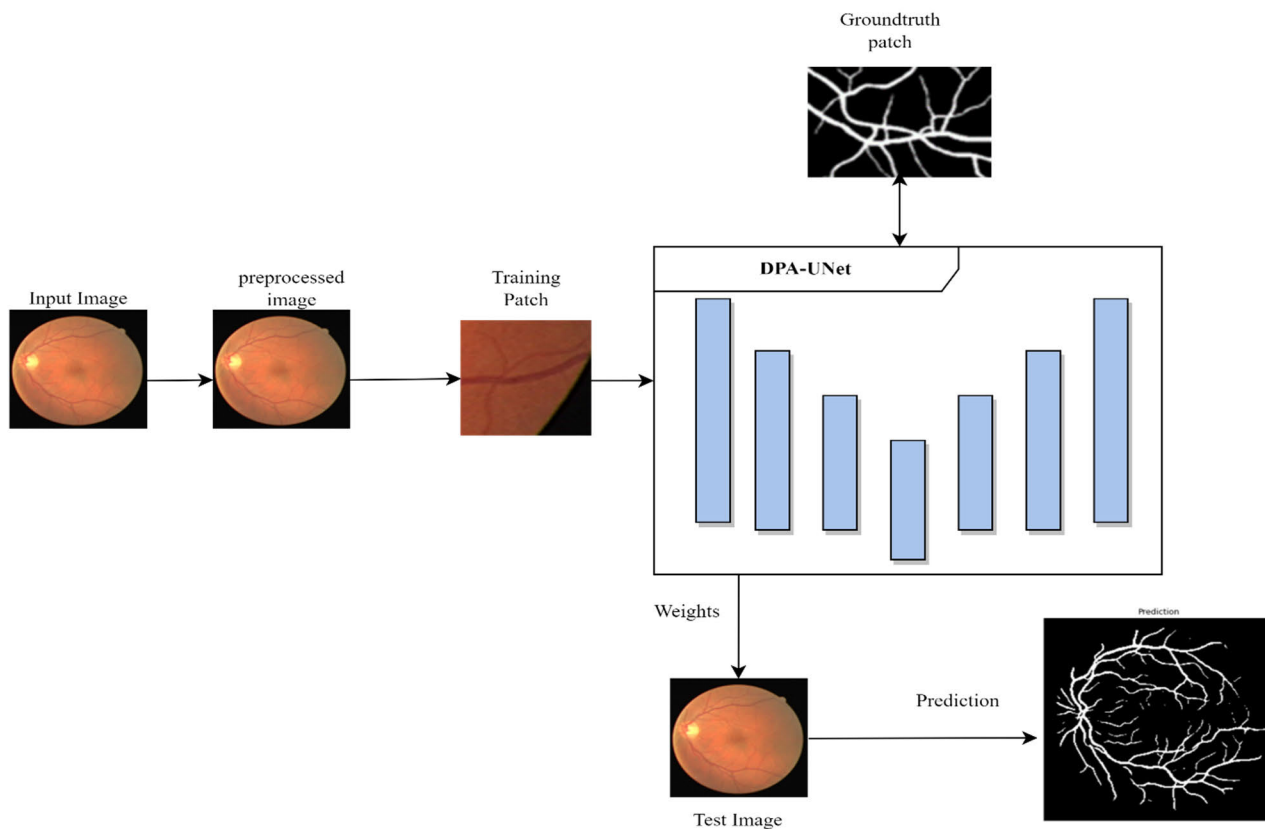 Groundtruth
patch
DPA-UNet
Input Image
preprocessed
image
Training
Patch
Weights
Prediction
Prediction
Test Image